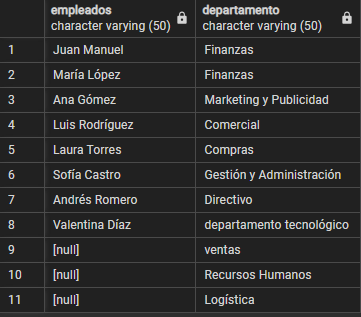 empleados departamento
character varying (50) character varying (50)
1 Juan Manuel Finanzas
2 María López Finanzas
3 Ana Gómez Marketing y Publicidad
4 Luis Rodríguez Comercial
5 Laura Torres Compras
6 Sofía Castro Gestión y Administración
7 Andrés Romero Directivo
8 Valentina Díaz departamento tecnológico
9 [null] ventas
10 [null] Recursos Humanos
11 [null] Logística